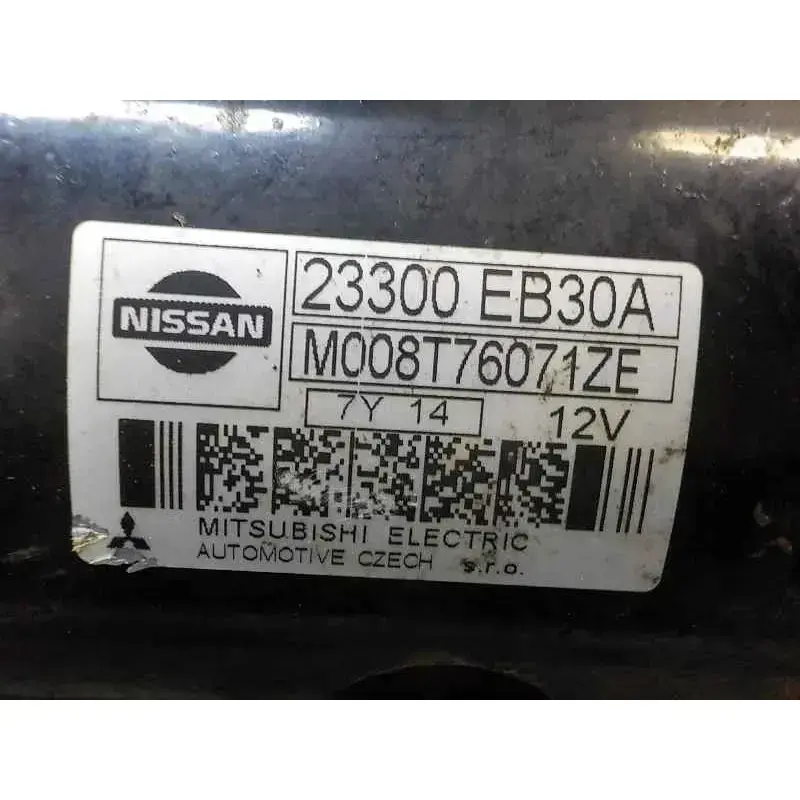 NISSAN
23300 EB30A
M008T76071ZE
7Y 14
12V
MITSUBISHI ELECTRIC
AUTOMOTIVE CZECH s.r.o.